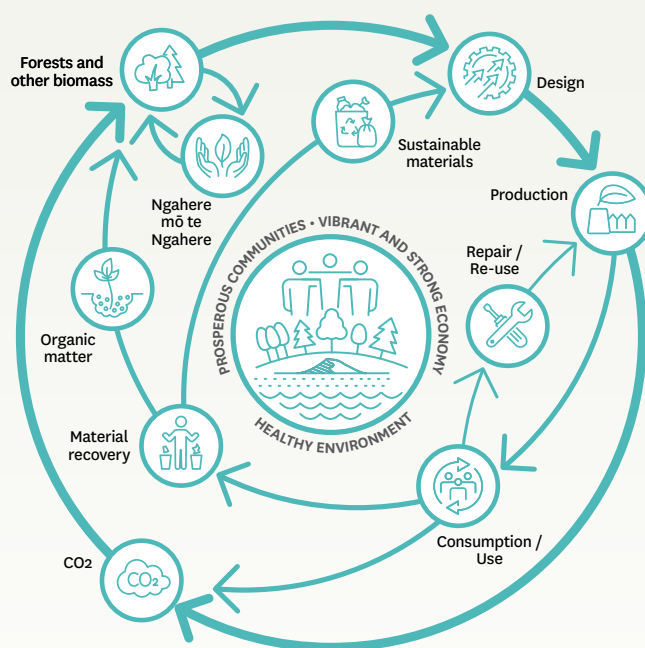 Forests and
other biomass
Design
Sustainable
materials
Ngahere
mō te
Ngahere
Production
PROSPEROUS COMMUNITIES • VIBRANT AND STRONG ECONOMY
HEALTHY ENVIRONMENT
Repair /
Re-use
Organic
matter
Material
recovery
Consumption /
Use
CO2
CO2